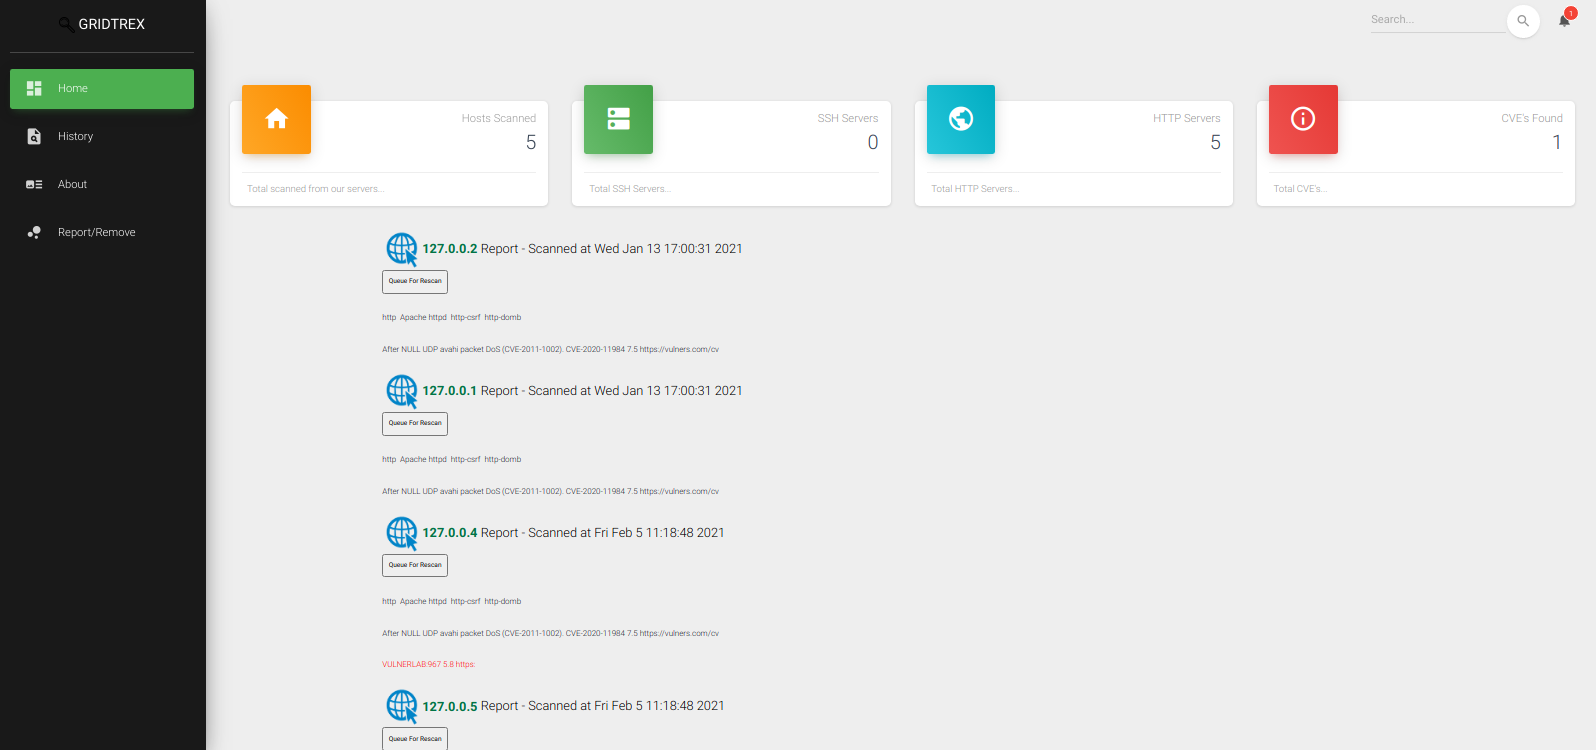 GRIDTREX
Home
History
About
Report/Remove
Search...
1
Hosts Scanned
5
Total scanned from our servers...
SSH Servers
0
Total SSH Servers...
HTTP Servers
5
Total HTTP Servers...
CVE's Found
1
Total CVE's...
127.0.0.2 Report - Scanned at Wed Jan 13 17:00:31 2021
Queue For Rescan
http Apache httpd http-csrf http-domb
After NULL UDP avahi packet DoS (CVE-2011-1002). CVE-2020-11984 7.5 https://vulners.com/cv
127.0.0.1 Report - Scanned at Wed Jan 13 17:00:31 2021
Queue For Rescan
http Apache httpd http-csrf http-domb
After NULL UDP avahi packet DoS (CVE-2011-1002). CVE-2020-11984 7.5 https://vulners.com/cv
127.0.0.4 Report - Scanned at Fri Feb 5 11:18:48 2021
Queue For Rescan
http Apache httpd http-csrf http-domb
After NULL UDP avahi packet DoS (CVE-2011-1002). CVE-2020-11984 7.5 https://vulners.com/cv
VULNERLAB:967 5.8 https:
127.0.0.5 Report - Scanned at Fri Feb 5 11:18:48 2021
Queue For Rescan